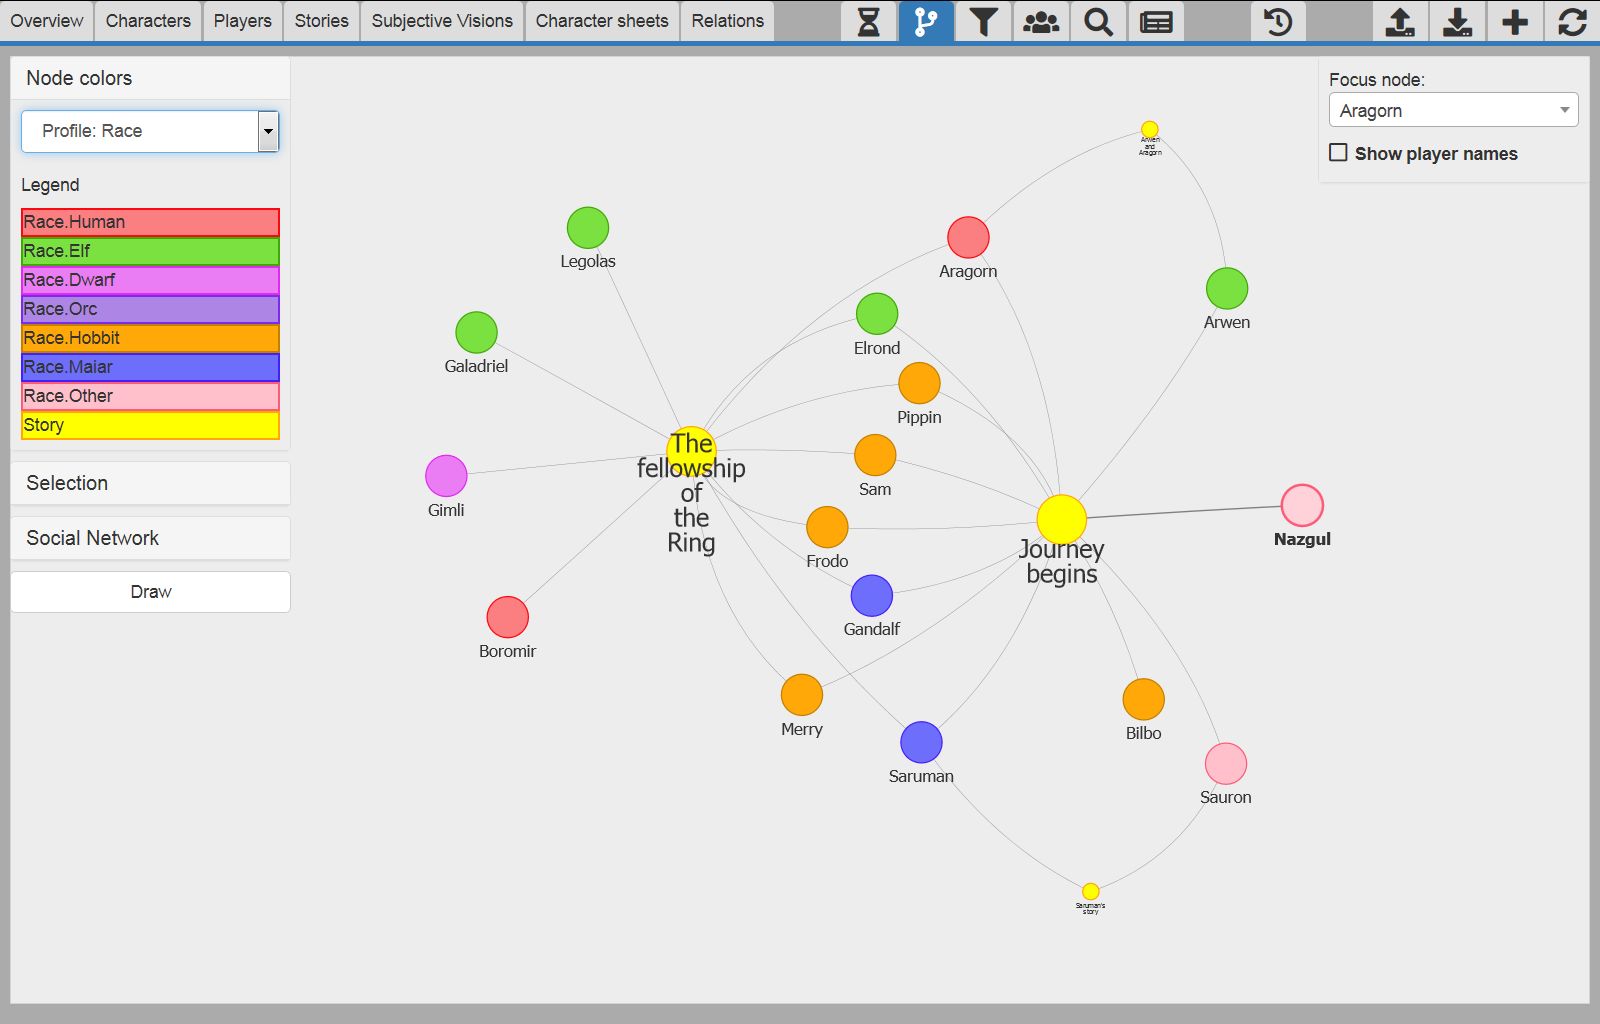 Overview
Characters
Players
Stories
Subjective Visions
Character sheets
Relations
Node colors
Profile: Race
Legend
Race.Human
Race.Elf
Race.Dwarf
Race.Orc
Race.Hobbit
Race.Maiar
Race.Other
Story
Selection
Social Network
Draw
Focus node:
Aragorn
Show player names
Arwen
and
Aragorn
Legolas
Aragorn
Arwen
Galadriel
Elrond
Pippin
The
fellowship
of
the
Ring
Sam
Gimli
Frodo
Journey
begins
Nazgul
Gandalf
Boromir
Merry
Bilbo
Saruman
Sauron
Saruman's
story